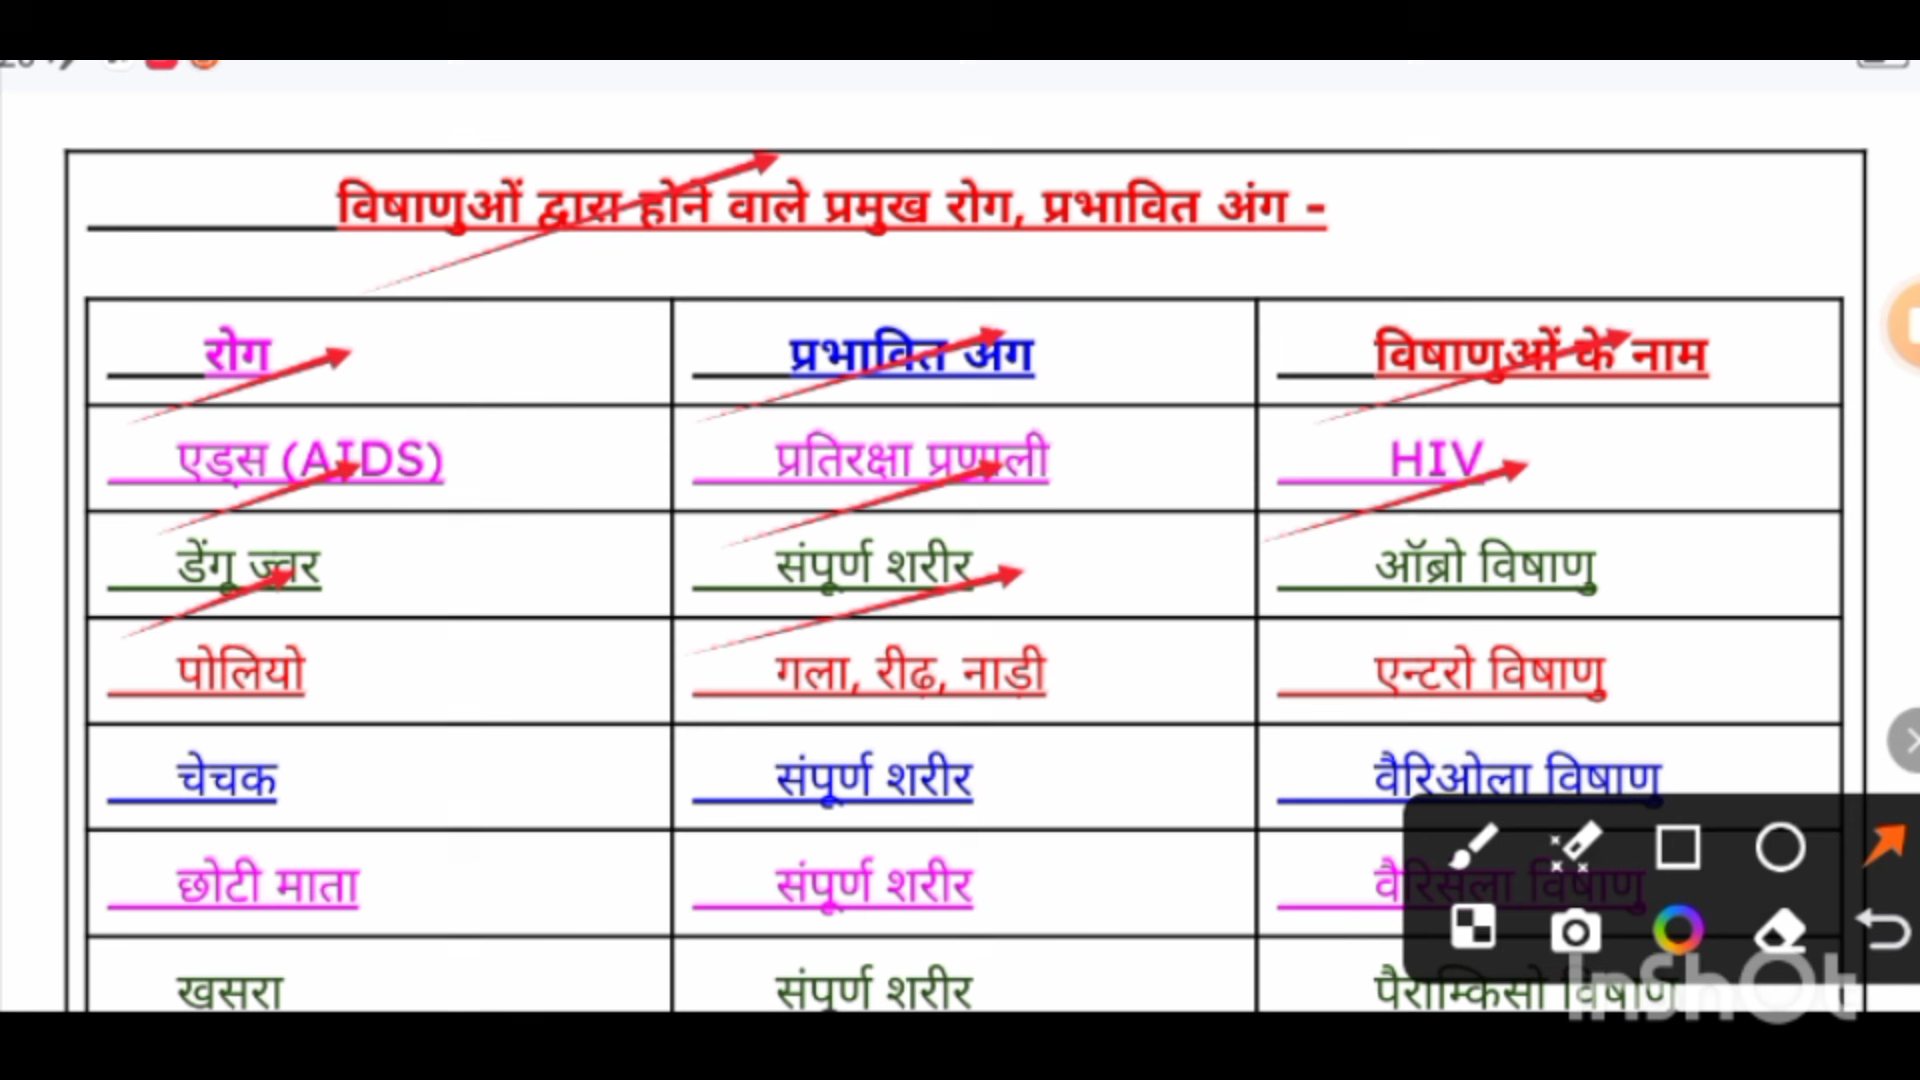 विषाणुओं द्वारा होने वाले प्रमुख रोग, प्रभावित अंग -
रोग प्रभावित अंग विषाणुओं के नाम
एड्स (AIDS) प्रतिरक्षा प्रणाली HIV
डेंगू ज्वर संपूर्ण शरीर ऑब्रो विषाणु
पोलियो गला, रीढ, नाडी एन्टरो विषाणु
चेचक संपूर्ण शरीर वैरिओला विषाणु
छोटी माता संपूर्ण शरीर वैरिसला विषाणु
खसरा संपूर्ण शरीर पैराम्किसो विषाणु
InShOt